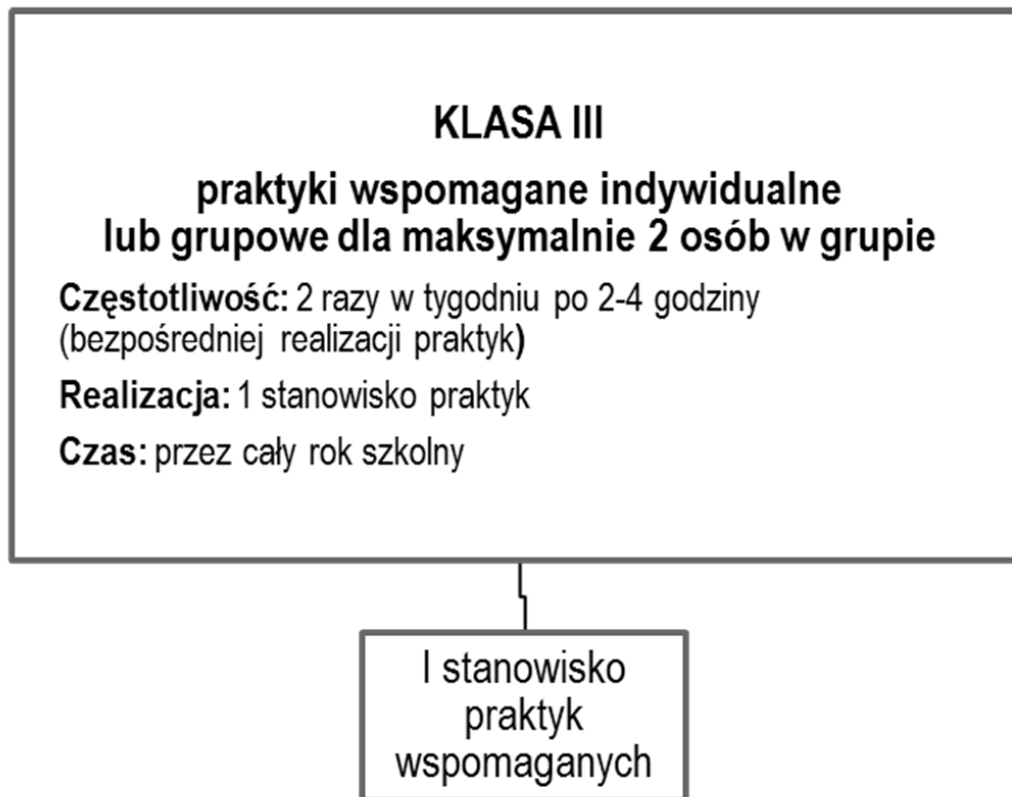 KLASA III
praktyki wspomagane indywidualne
lub grupowe dla maksymalnie 2 osób w grupie
Częstotliwość: 2 razy w tygodniu po 2-4 godziny
(bezpośredniej realizacji praktyk)
Realizacja: 1 stanowisko praktyk
Czas: przez cały rok szkolny
I stanowisko
praktyk
wspomaganych